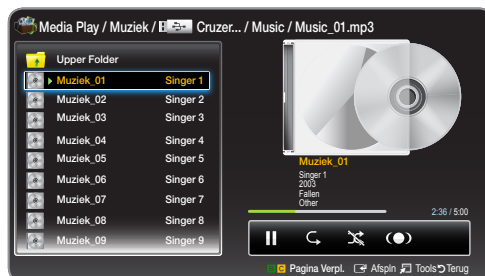 Media Play / Muziek / Cruzer... / Music / Music_01.mp3
Upper Folder
Muziek_01 Singer 1
Muziek_02 Singer 2
Muziek_03 Singer 3
Muziek_04 Singer 4
Muziek_05 Singer 5
Muziek_06 Singer 6
Muziek_07 Singer 7
Muziek_08 Singer 8
Muziek_09 Singer 9
Muziek_01
Singer 1
2003
Fallen
Other
2:36 / 5:00
C Pagina Verpl. Afspln Tools Terug